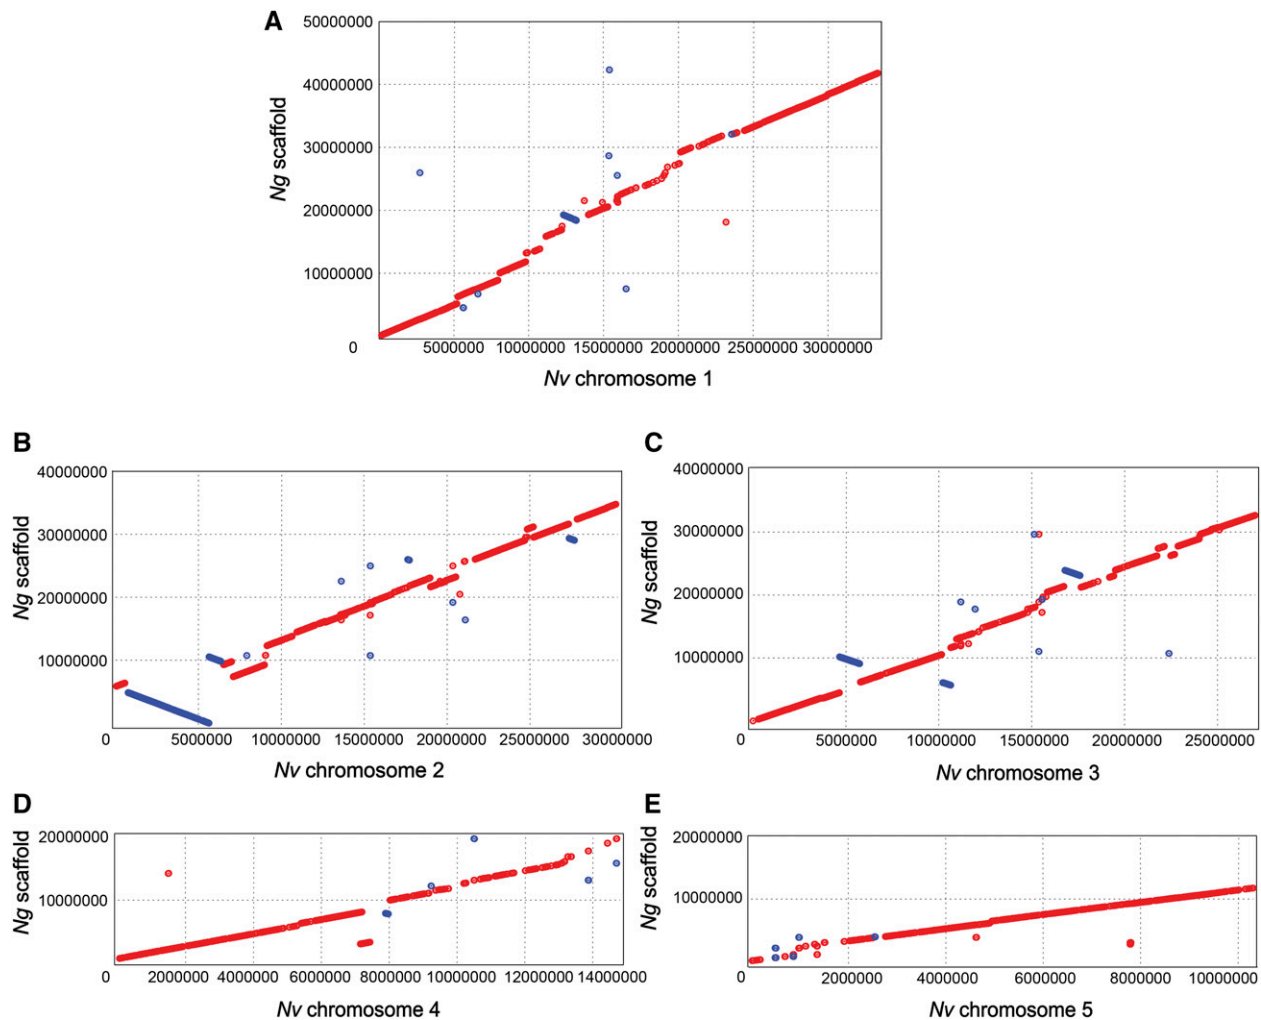 A
50000000
40000000
30000000
20000000
10000000
Ng scaffold
0 5000000 10000000 15000000 20000000 25000000 30000000
Nv chromosome 1
B
40000000
30000000
20000000
10000000
Ng scaffold
0 5000000 10000000 15000000 20000000 25000000 30000000
Nv chromosome 2
C
40000000
30000000
20000000
10000000
Ng scaffold
0 5000000 10000000 15000000 20000000 25000000
Nv chromosome 3
D
20000000
10000000
Ng scaffold
0 2000000 4000000 6000000 8000000 10000000 12000000 14000000
Nv chromosome 4
E
20000000
10000000
Ng scaffold
0 2000000 4000000 6000000 8000000 10000000
Nv chromosome 5